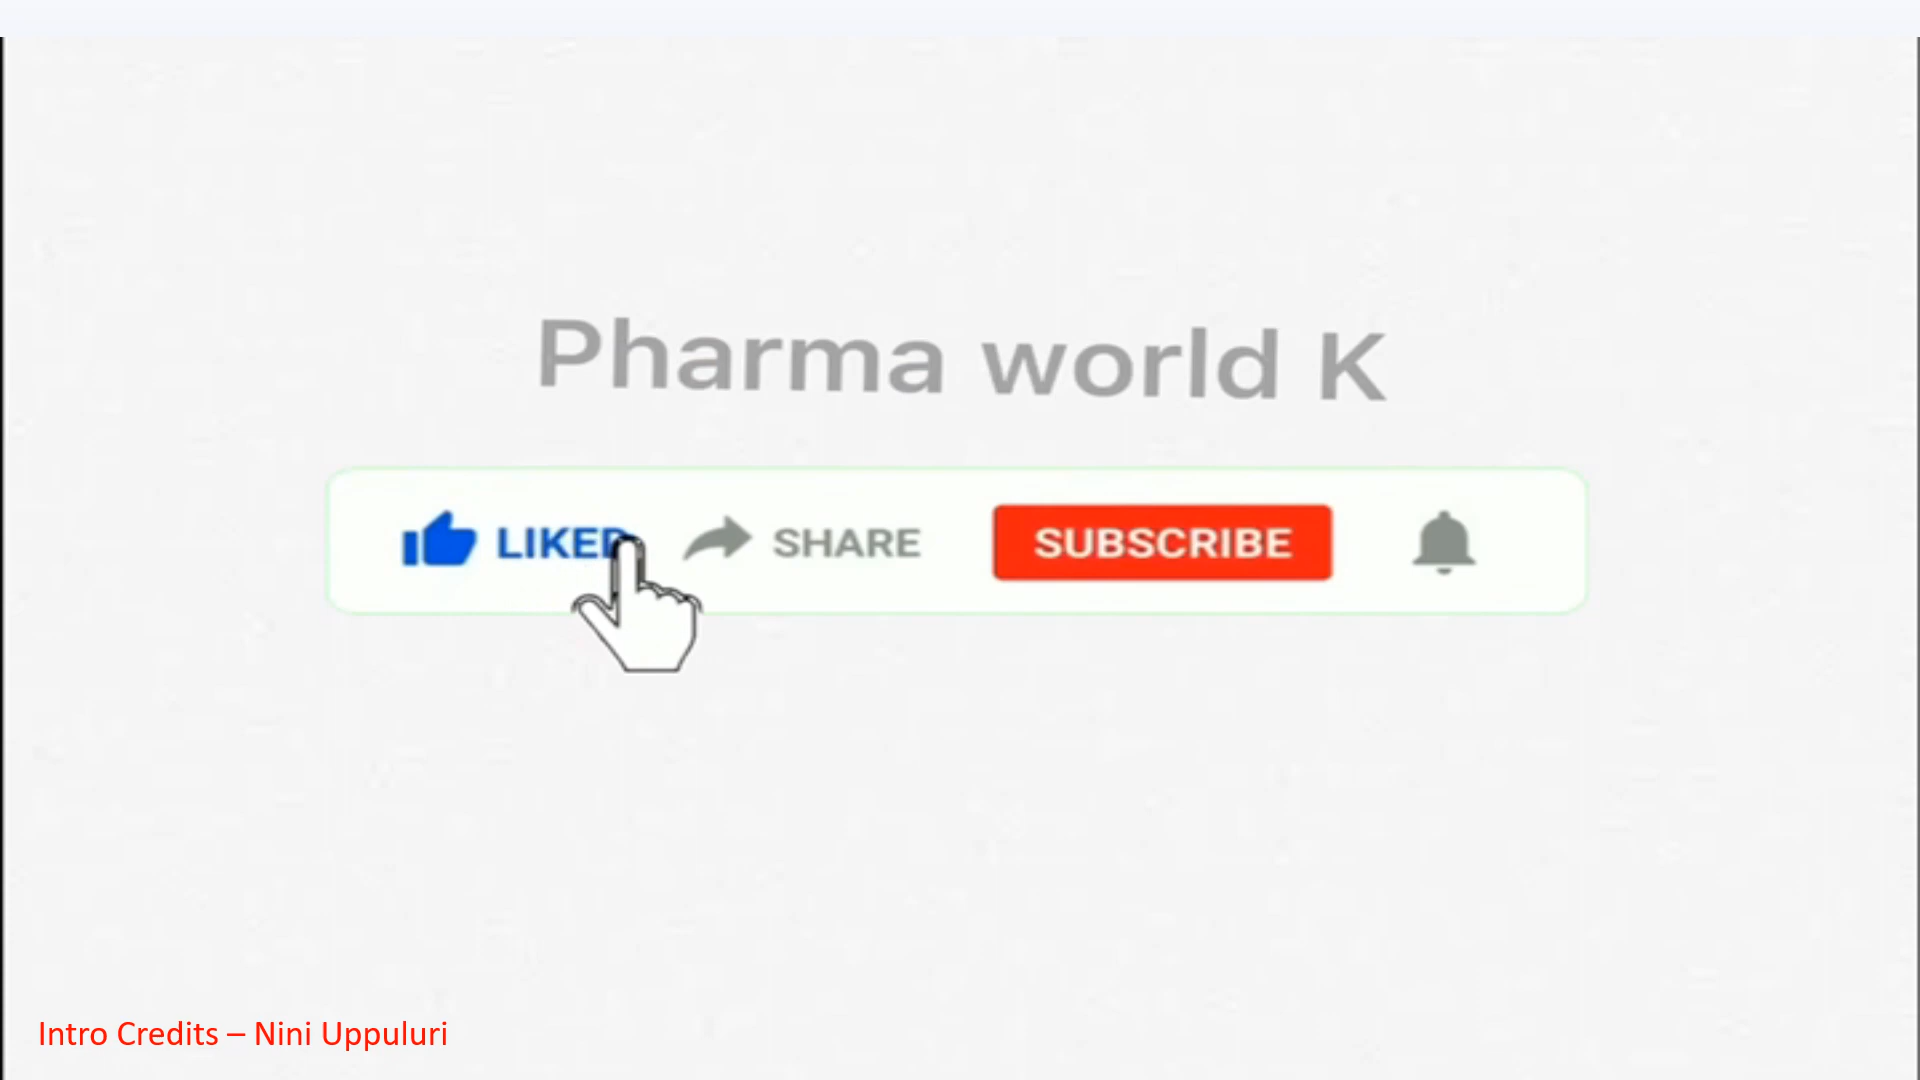 Pharma world K
LIKED SHARE SUBSCRIBE
Intro Credits – Nini Uppuluri